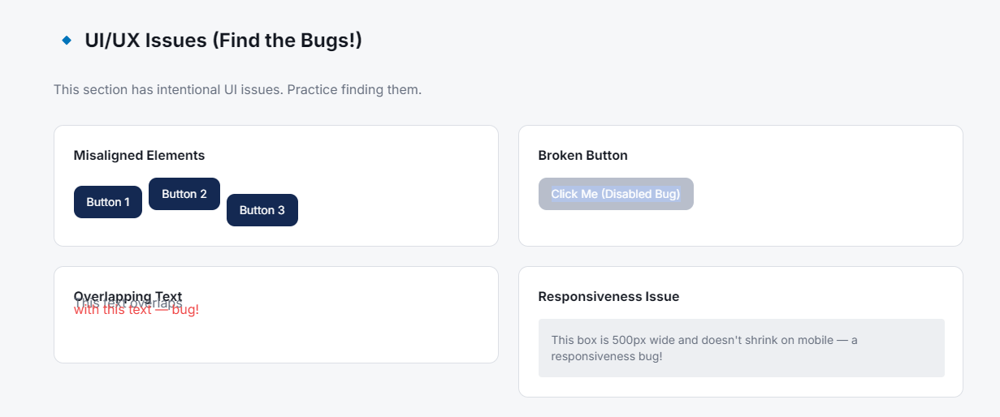 UI/UX Issues (Find the Bugs!)
This section has intentional UI issues. Practice finding them.
Misaligned Elements
Button 1
Button 2
Button 3
Broken Button
Click Me (Disabled Bug)
Overlapping Text
This text overlaps
with this text — bug!
Responsiveness Issue
This box is 500px wide and doesn't shrink on mobile — a
responsiveness bug!